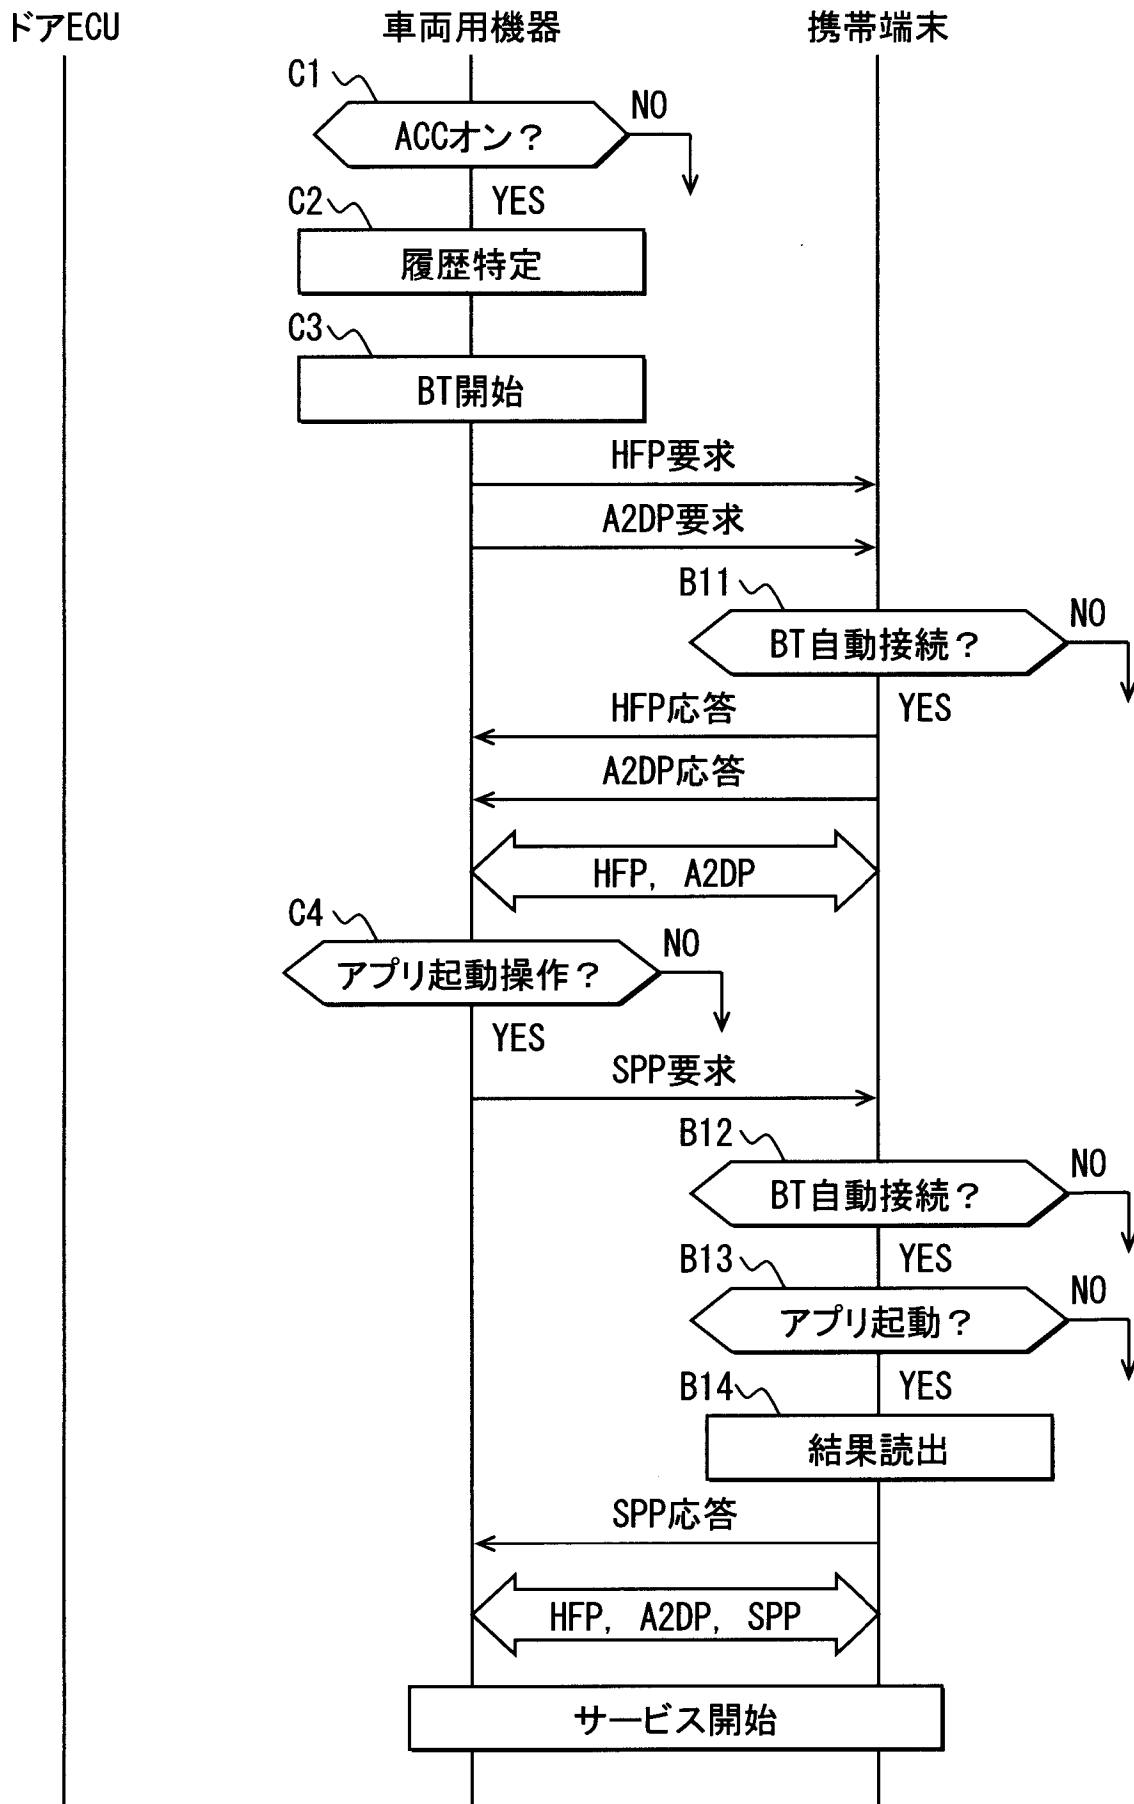 ドアECU
車両用機器
携帯端末
C1
ACCオン?
NO
YES
C2
履歴特定
C3
BT開始
HFP要求
A2DP要求
B11
BT自動接続?
NO
YES
HFP応答
A2DP応答
HFP, A2DP
C4
アプリ起動操作?
NO
YES
SPP要求
B12
BT自動接続?
NO
YES
B13
アプリ起動?
NO
YES
B14
結果読出
SPP応答
HFP, A2DP, SPP
サービス開始